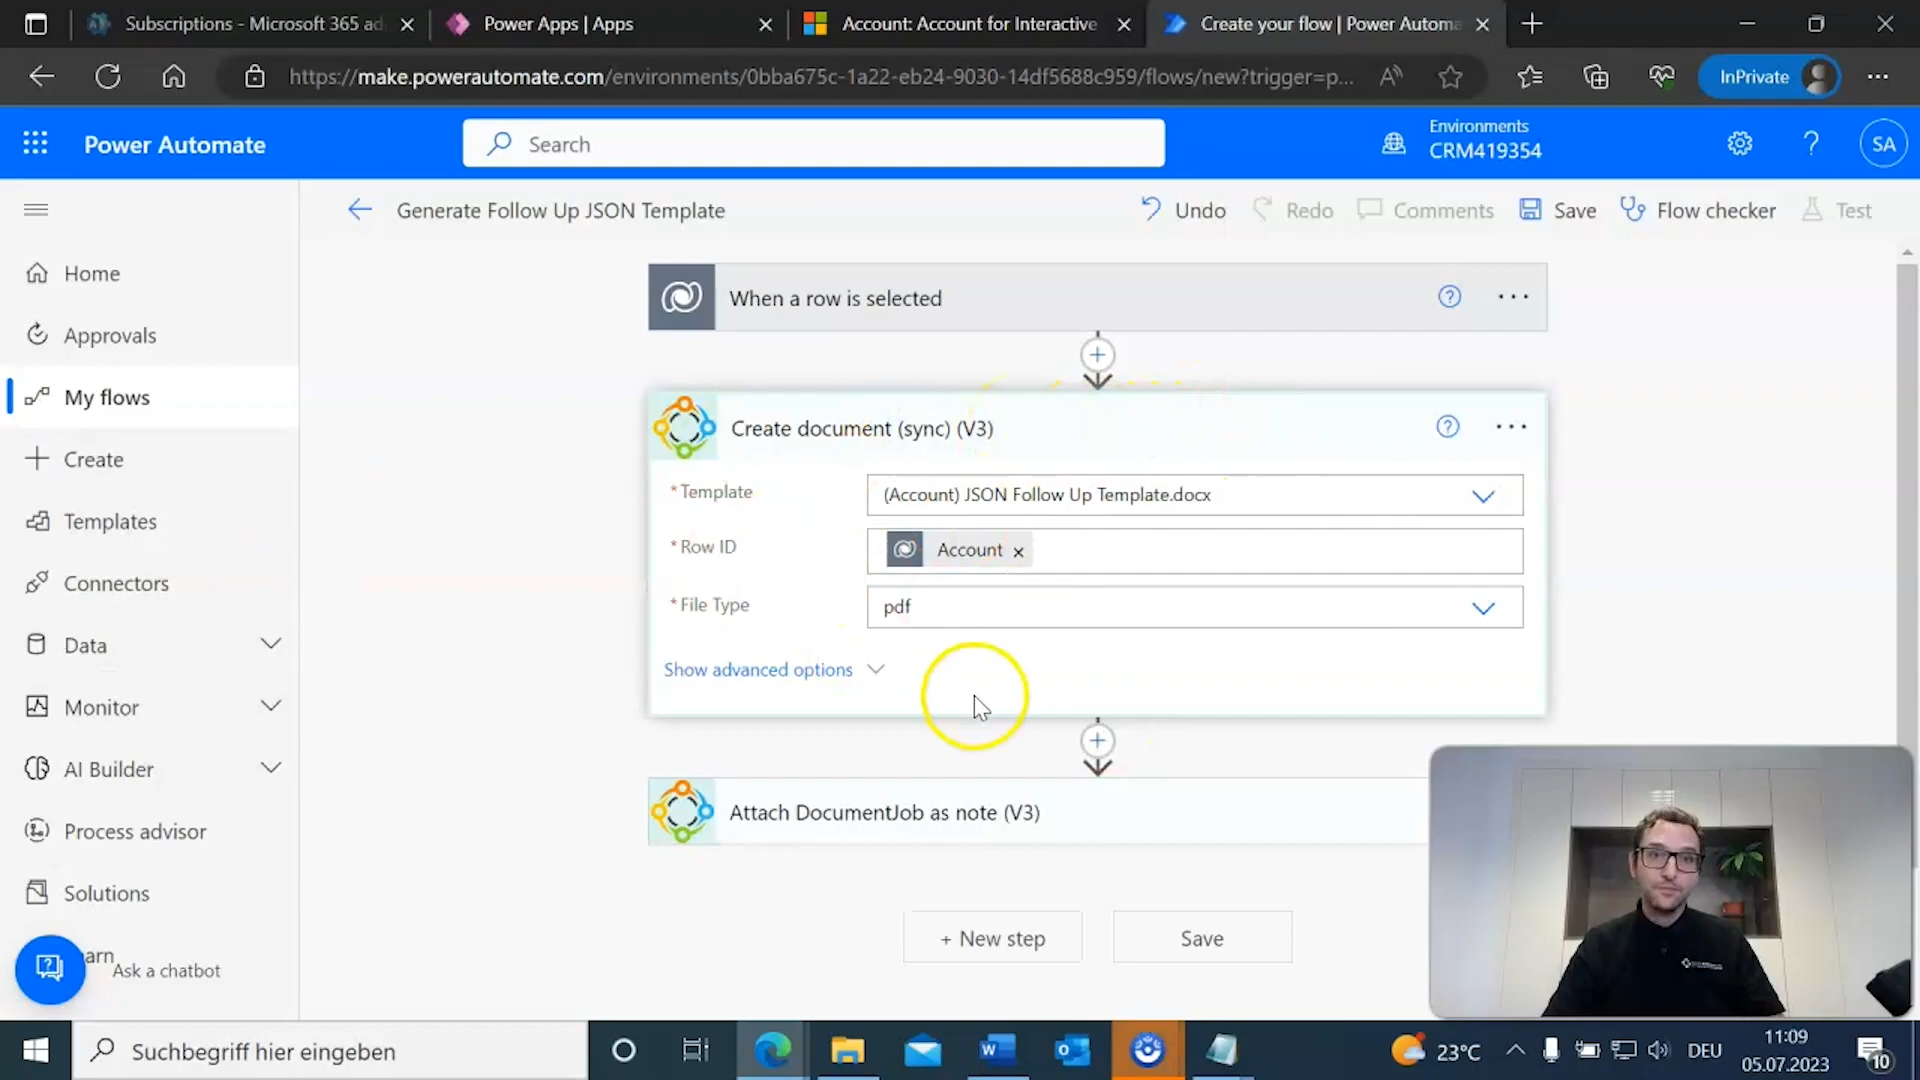 Subscriptions - Microsoft 365 ad
Power Apps | Apps
Account: Account for Interactive
Create your flow | Power Automa
https://make.powerautomate.com/environments/0bba675c-1a22-eb24-9030-14df5688c959/flows/new?trigger=p...
InPrivate
Power Automate
Search
Environments
CRM419354
SA
Generate Follow Up JSON Template
Undo
Redo
Comments
Save
Flow checker
Test
Home
Approvals
My flows
Create
Templates
Connectors
Data
Monitor
AI Builder
Process advisor
Solutions
arn
Ask a chatbot
When a row is selected
Create document (sync) (V3)
*Template
(Account) JSON Follow Up Template.docx
*Row ID
Account
*File Type
pdf
Show advanced options
Attach DocumentJob as note (V3)
+ New step
Save
Suchbegriff hier eingeben
23°C
DEU
11:09
05.07.2023
10